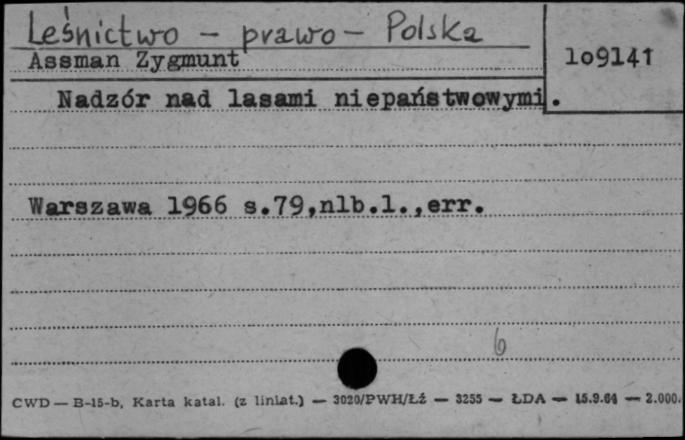 Leśnictwo – prawo – Polska
Assman Zygmunt
1o9141
Nadzór nad lasami niepaństwowymi.
Warszawa 1966 s.79,nlb.1.,err.
6
CWD — B-15-b, Karta katal. (z liniat.) — 3020/PWH/Łź — 3255 — ŁDA — 15.9.64 — 2.000.